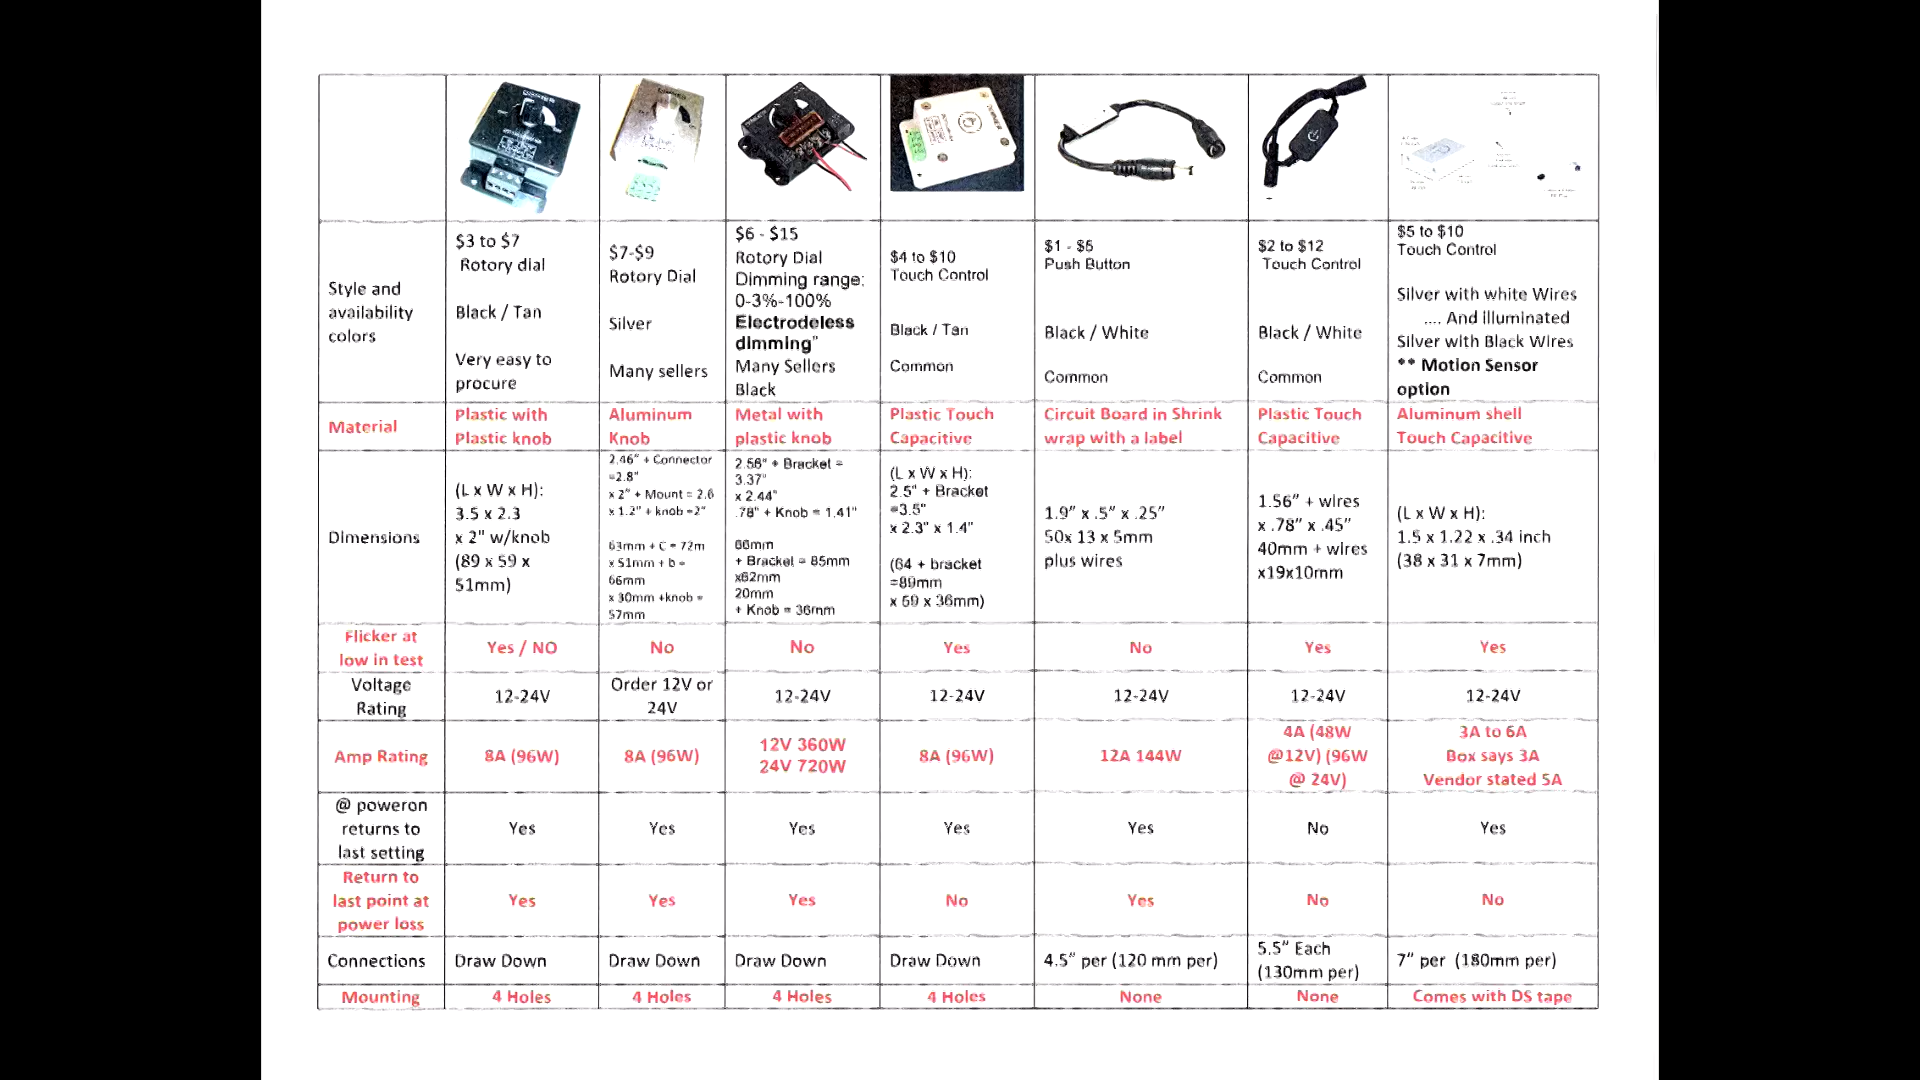 $3 to $7
Rotory dial
Black / Tan
Very easy to
procure
$7-$9
Rotory Dial
Silver
Many sellers
$6 - $15
Rotory Dial
Dimming range:
0-3%-100%
Electrodeless
dimming"
Many Sellers
Black
$4 to $10
Touch Control
Black / Tan
Common
$1 - $5
Push Button
Black / White
Common
$2 to $12
Touch Control
Black / White
Common
$5 to $10
Touch Control
Silver with white Wires
.... And illuminated
Silver with Black Wires
** Motion Sensor
option
Style and
availability
colors
Material
Plastic with
Plastic knob
Aluminum
Knob
Metal with
plastic knob
Plastic Touch
Capacitive
Circuit Board in Shrink
wrap with a label
Plastic Touch
Capacitive
Aluminum shell
Touch Capacitive
Dimensions
(L x W x H):
3.5 x 2.3
x 2" w/knob
(89 x 59 x
51mm)
2.46" + Connector
=2.8"
x 2" + Mount = 2.6
x 1.2" + knob =2"
63mm + C = 72m
x 51mm + b =
66mm
x 30mm +knob =
57mm
2.56" + Bracket =
3.37"
x 2.44"
.78" + Knob = 1.41"
66mm
+ Bracket = 85mm
x62mm
20mm
+ Knob = 36mm
(L x W x H):
2.5" + Bracket
=3.5"
x 2.3" x 1.4"
(64 + bracket
=89mm
x 59 x 36mm)
1.9" x .5" x .25"
50x 13 x 5mm
plus wires
1.56" + wires
x .78" x .45"
40mm + wires
x19x10mm
(L x W x H):
1.5 x 1.22 x .34 inch
(38 x 31 x 7mm)
Flicker at
low in test
Yes / NO
No
No
Yes
No
Yes
Yes
Voltage
Rating
12-24V
Order 12V or
24V
12-24V
12-24V
12-24V
12-24V
12-24V
Amp Rating
8A (96W)
8A (96W)
12V 360W
24V 720W
8A (96W)
12A 144W
4A (48W
@12V) (96W
@ 24V)
3A to 6A
Box says 3A
Vendor stated 5A
@ poweron
returns to
last setting
Yes
Yes
Yes
Yes
Yes
No
Yes
Return to
last point at
power loss
Yes
Yes
Yes
No
Yes
No
No
Connections
Draw Down
Draw Down
Draw Down
Draw Down
4.5" per (120 mm per)
5.5" Each
(130mm per)
7" per (180mm per)
Mounting
4 Holes
4 Holes
4 Holes
4 Holes
None
None
Comes with DS tape